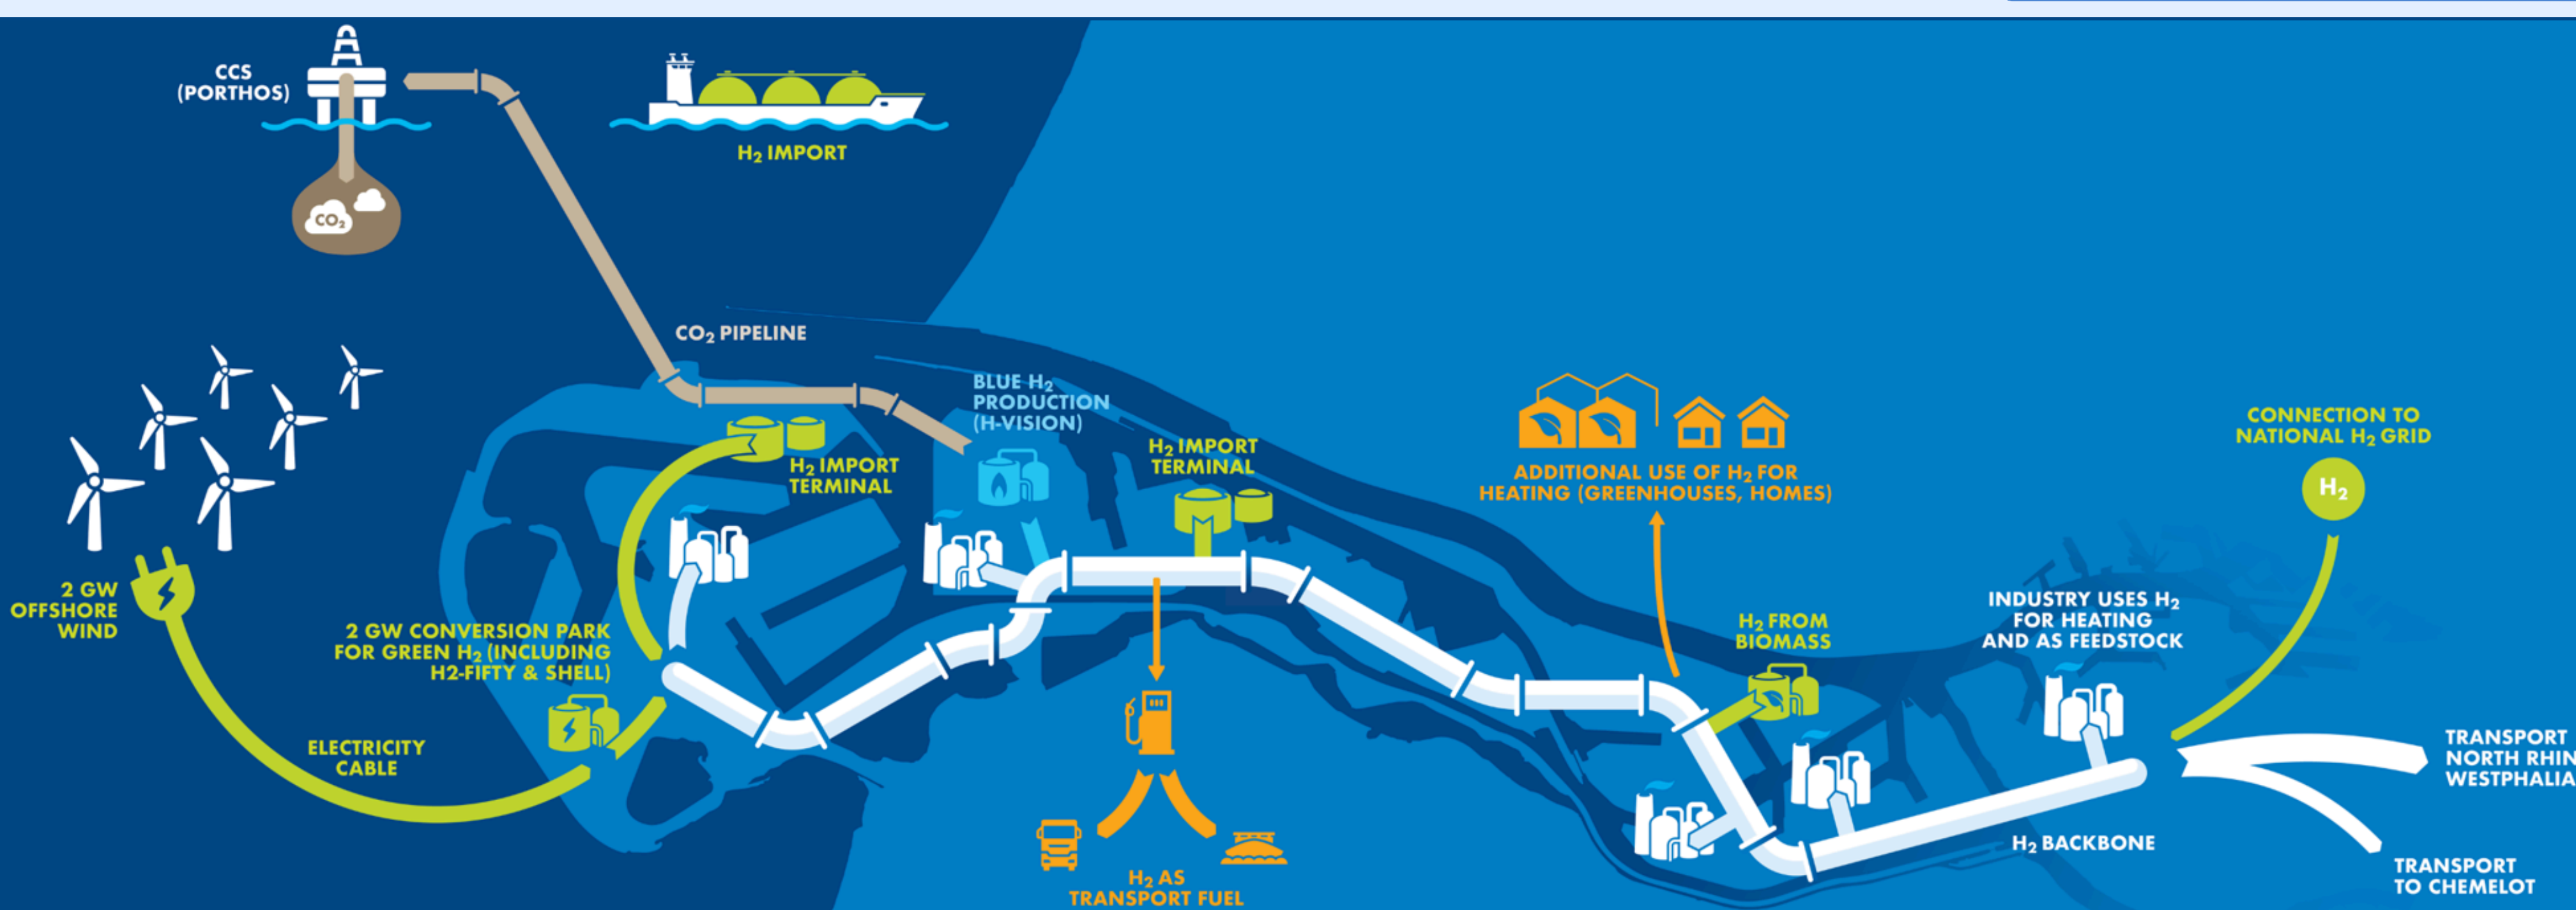 CCS
(PORTHOS)
CO₂
H₂ IMPORT
CO₂ PIPELINE
2 GW
OFFSHORE
WIND
ELECTRICITY
CABLE
2 GW CONVERSION PARK
FOR GREEN H₂ (INCLUDING
H2-FIFTY & SHELL)
H₂ IMPORT
TERMINAL
BLUE H₂
PRODUCTION
(H-VISION)
H₂ IMPORT
TERMINAL
H₂ AS
TRANSPORT FUEL
ADDITIONAL USE OF H₂ FOR
HEATING (GREENHOUSES, HOMES)
H₂ FROM
BIOMASS
INDUSTRY USES H₂
FOR HEATING
AND AS FEEDSTOCK
H₂ BACKBONE
CONNECTION TO
NATIONAL H₂ GRID
H₂
TRANSPORT
NORTH RHIN
WESTPHALIA
TRANSPORT
TO CHEMELOT